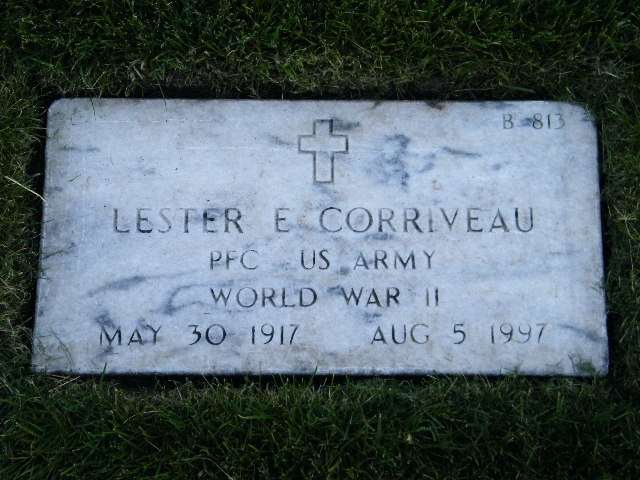 B 813
LESTER E CORRIVEAU
PFC US ARMY
WORLD WAR II
MAY 30 1917 AUG 5 1997